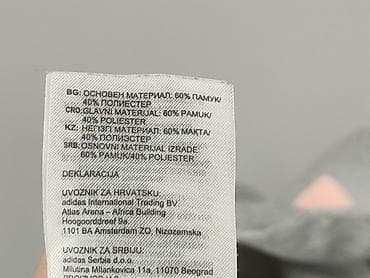 BG: ОСНОВЕН МАТЕРИАЛ: 60% ПАМУК/
40% ПОЛИЕСТЕР
CRO: GLAVNI MATERIJAL: 60% PAMUK/
40% POLIESTER
KZ: НЕГІЗГІ МАТЕРИАЛ: 60% МАҚТА/
40% ПОЛИЭСТЕР
SRB: OSNOVNI MATERIJAL IZRADE:
60% PAMUK/40% POLIESTER
DEKLARACIJA
UVOZNIK ZA HRVATSKU:
adidas International Trading BV.
Atlas Arena – Africa Building
Hoogoorddreef 9a
1101 BA Amsterdam ZO, Nizozemska
UVOZNIK ZA SRBIJU:
adidas Serbia d.o.o.
Milutina Milankovica 11a, 11070 Beograd